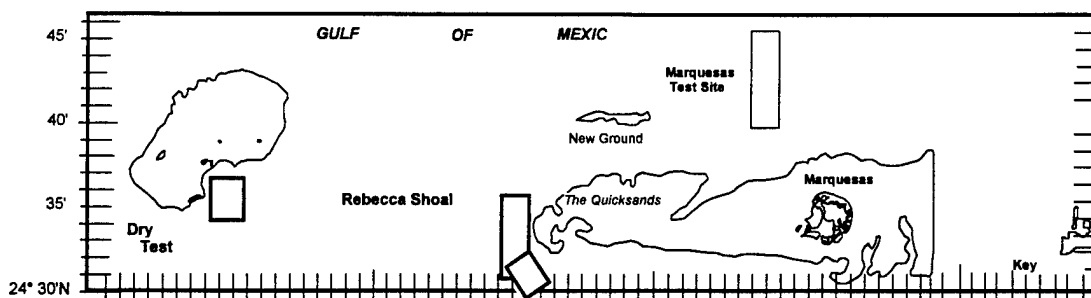 GULF OF MEXIC
45'
Marquesas
Test Site
40'
New Ground
35'
Rebecca Shoal
The Quicksands
Marquesas
Dry
Test
Key
24° 30'N